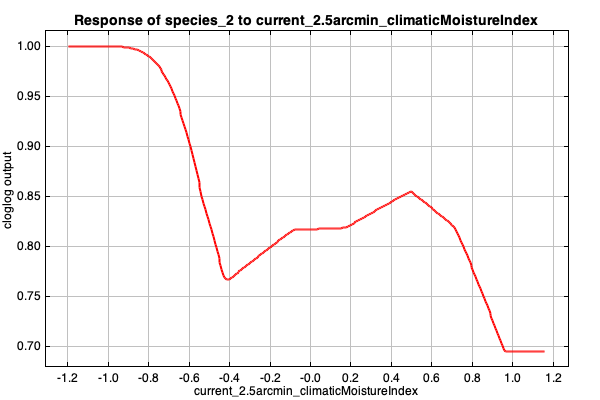 Response of species_2 to current_2.5arcmin_climaticMoistureIndex
cloglog output
1.00
0.95
0.90
0.85
0.80
0.75
0.70
-1.2 -1.0 -0.8 -0.6 -0.4 -0.2 -0.0 0.2 0.4 0.6 0.8 1.0 1.2
current_2.5arcmin_climaticMoistureIndex